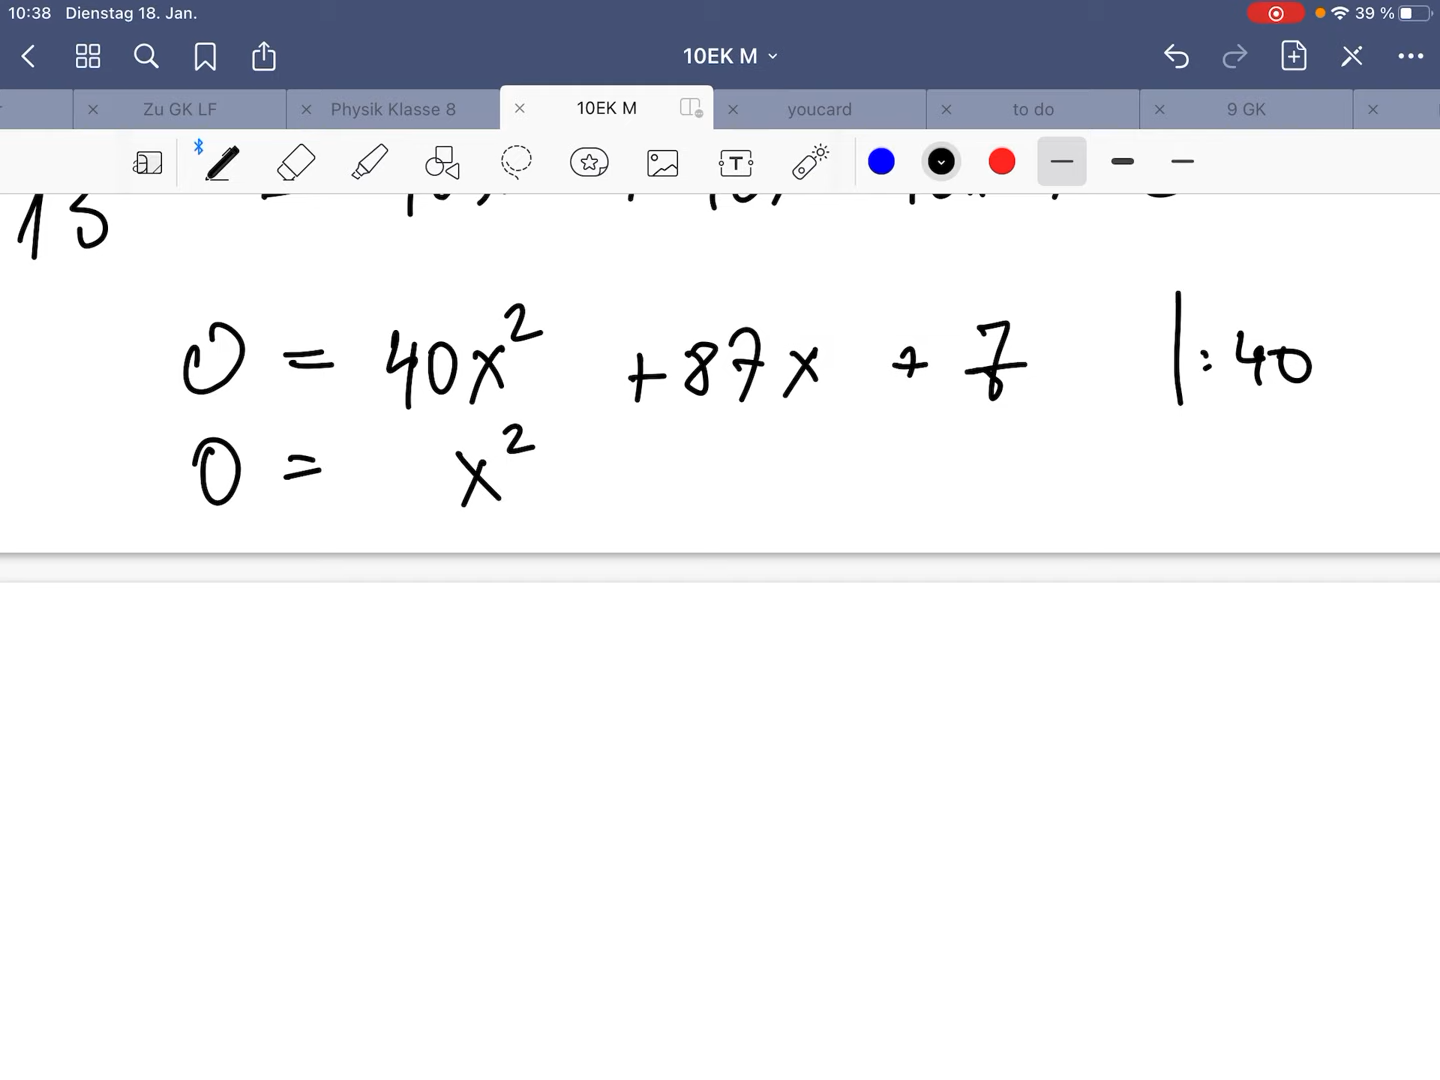 10:38 Dienstag 18. Jan. 39 %
10EK M
Zu GK LF Physik Klasse 8 10EK M youcard to do 9 GK
T
13
0 = 40x² + 87x + 7 | : 40
0 = x²